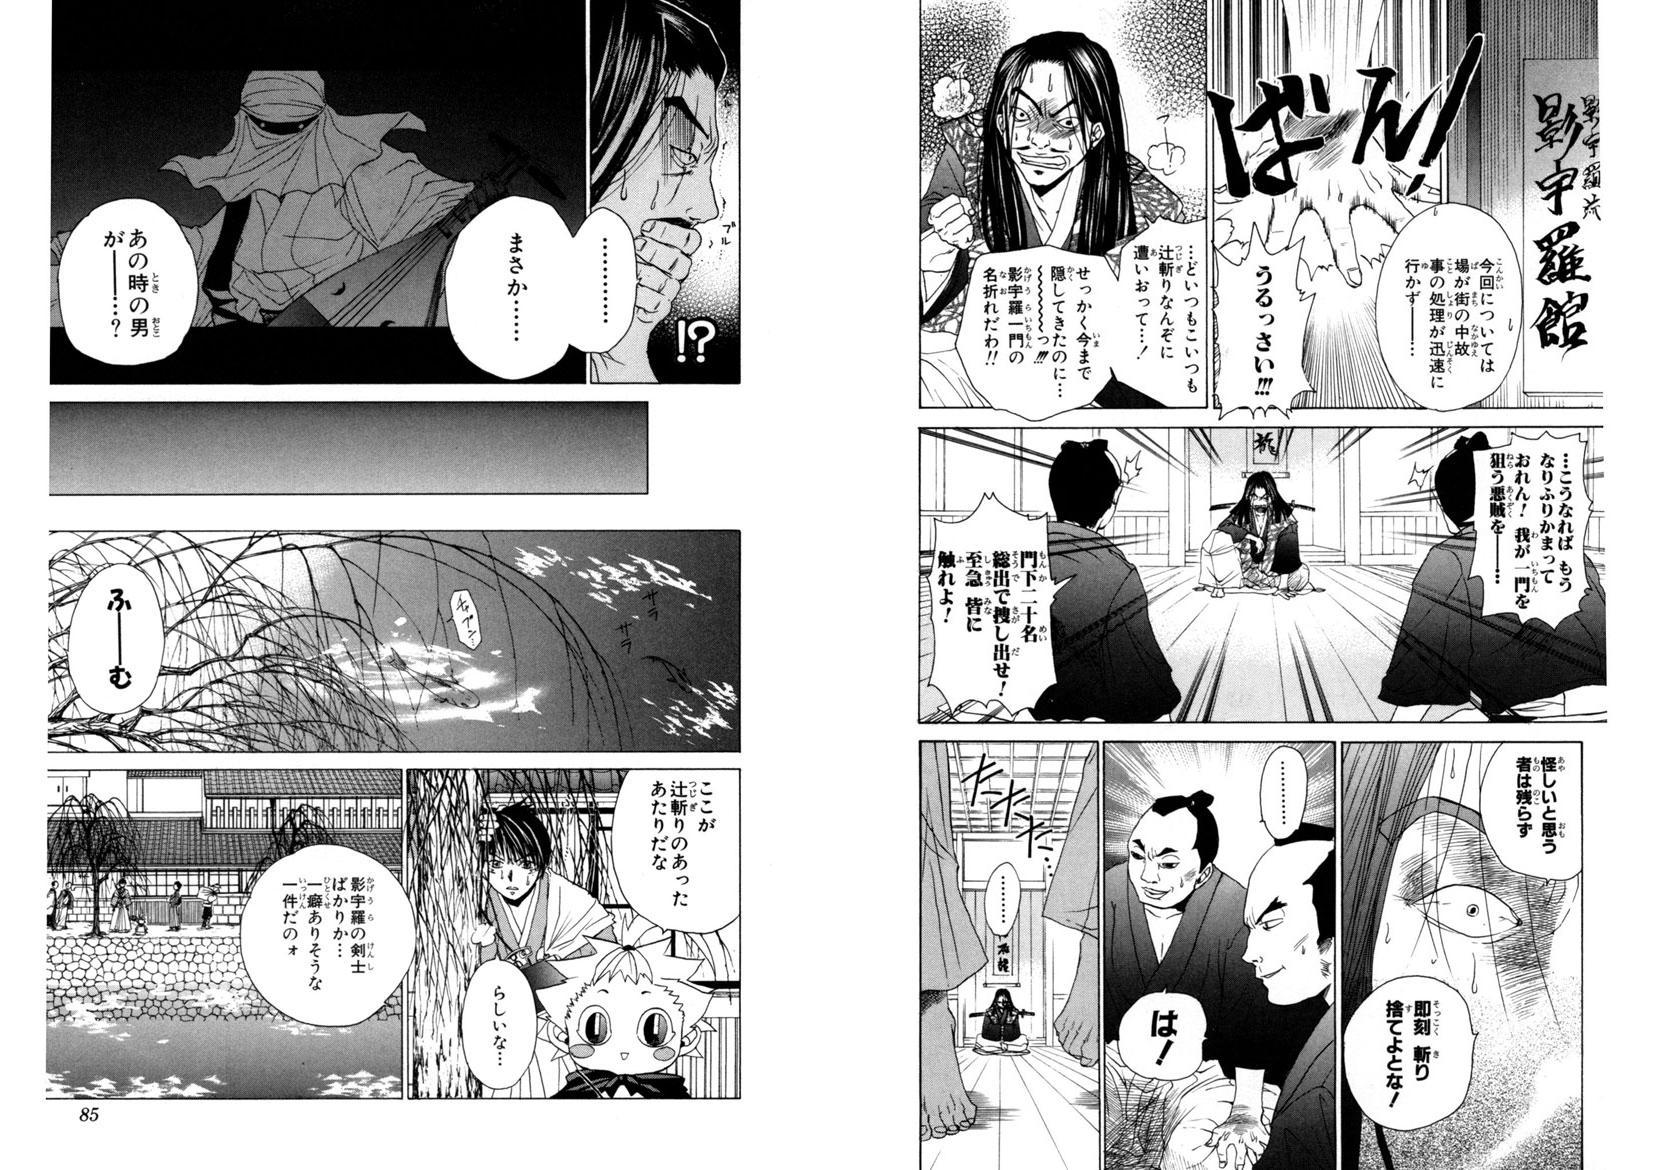 影宇羅流
影宇羅館
今回については
場が街の中故
事の処理が迅速に
行かず───…
ばん!
うるっさい!!!
…どいつもこいつも
辻斬りなんぞに
遭いおって…!
せっかく今まで
隠してきたのに…
〜〜〜〜〜っ!!!
影宇羅一門の
名折れだわ!!
…こうなれば もう
なりふりかまって
おれん! 我が一門を
狙う悪賊を───…
龍
門下二十名
総出で捜し出せ!
至急 皆に
触れよ!
怪しいと思う
者は残らず
即刻 斬り
捨てよとな!
………
は!
たた
たた…
………
ブルッ
!?
………
まさか……
あの時の男
が───…?
サラ
サラ
チャプン…
ふ───む
ここが
辻斬りのあった
あたりだな
らしいな…
影宇羅の剣士
ばかりか…
一癖ありそうな
一件だのォ
85